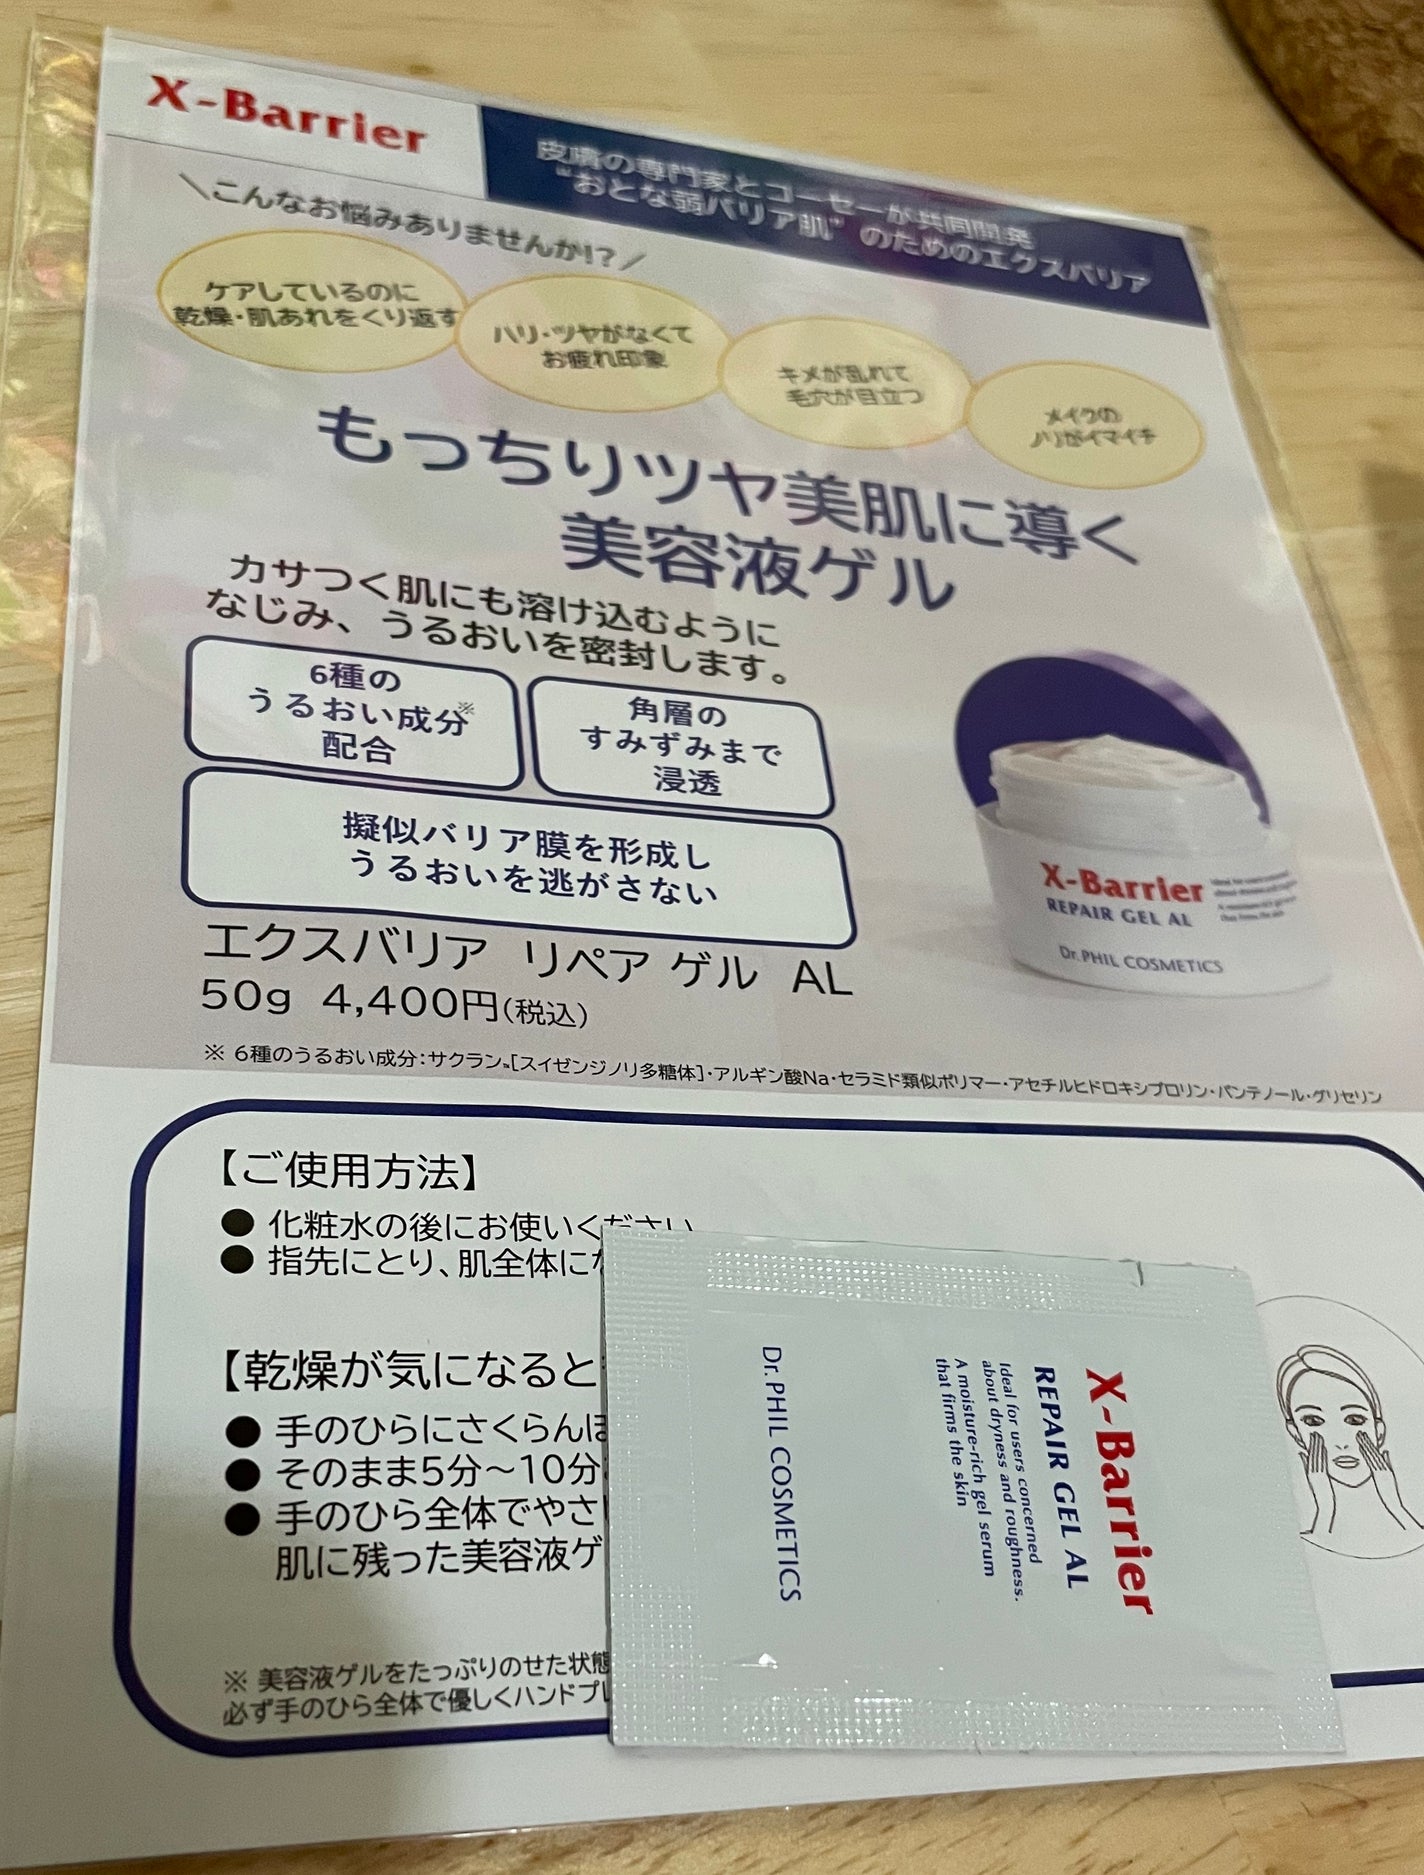 X-Barrier
皮膚の専門家とコーセーが共同開発
“おとな弱バリア肌” のためのエクスバリア
＼こんなお悩みありませんか!?／
ケアしているのに
乾燥・肌あれをくり返す
ハリ・ツヤがなくて
お疲れ印象
キメが乱れて
毛穴が目立つ
メイクの
ノリがイマイチ
もっちりツヤ美肌に導く
美容液ゲル
カサつく肌にも溶け込むように
なじみ、うるおいを密封します。
6種の
うるおい成分※
配合
角層の
すみずみまで
浸透
擬似バリア膜を形成し
うるおいを逃がさない
X-Barrier
REPAIR GEL AL
Dr.PHIL COSMETICS
エクスバリア リペア ゲル AL
50g 4,400円(税込)
※ 6種のうるおい成分：サクラン®[スイゼンジノリ多糖体]・アルギン酸Na・セラミド類似ポリマー・アセチルヒドロキシプロリン・パンテノール・グリセリン
【ご使用方法】
● 化粧水の後にお使いください
● 指先にとり、肌全体にな
【乾燥が気になると
● 手のひらにさくらんぼ
● そのまま5分～10分
● 手のひら全体でやさし
肌に残った美容液ゲ
※ 美容液ゲルをたっぷりのせた状態
必ず手のひら全体で優しくハンドプレ
X-Barrier
REPAIR GEL AL
Ideal for users concerned
about dryness and roughness.
A moisture-rich gel serum
that firms the skin
Dr.PHIL COSMETICS